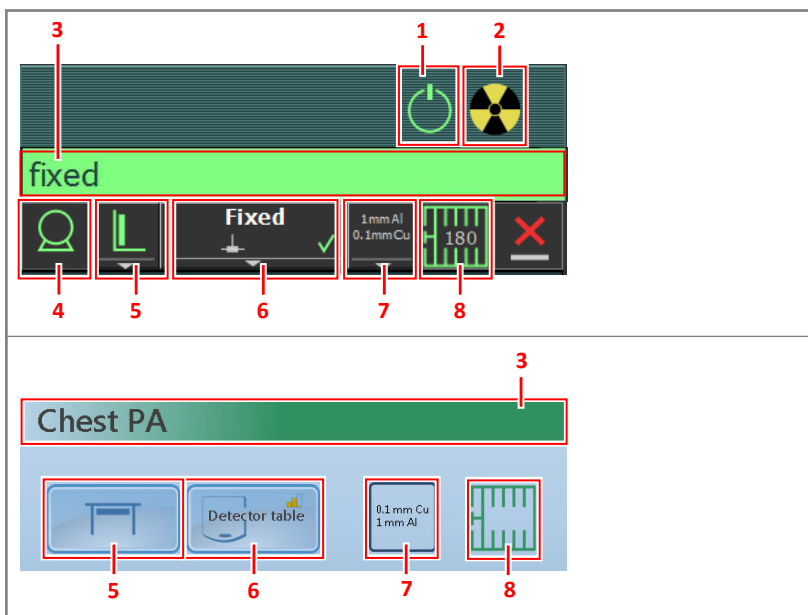 3
1
2
fixed
Fixed
1mm Al
0.1mm Cu
180
4
5
6
7
8
3
Chest PA
Detector table
0.1 mm Cu
1 mm Al
5
6
7
8